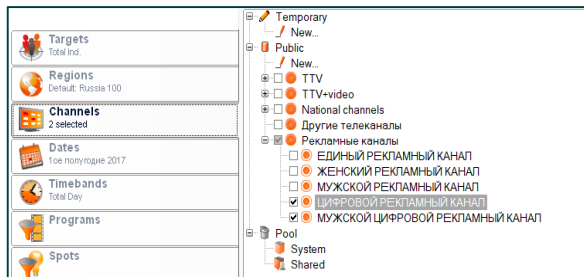 Targets
Total Ind.
Regions
Default: Russia 100
Channels
2 selected
Dates
1ое полугодие 2017
Timebands
Total Day
Programs
Spots
Temporary
New...
Public
New...
TTV
TTV+video
National channels
Другие телеканалы
Рекламные каналы
ЕДИНЫЙ РЕКЛАМНЫЙ КАНАЛ
ЖЕНСКИЙ РЕКЛАМНЫЙ КАНАЛ
МУЖСКОЙ РЕКЛАМНЫЙ КАНАЛ
ЦИФРОВОЙ РЕКЛАМНЫЙ КАНАЛ
МУЖСКОЙ ЦИФРОВОЙ РЕКЛАМНЫЙ КАНАЛ
Pool
System
Shared